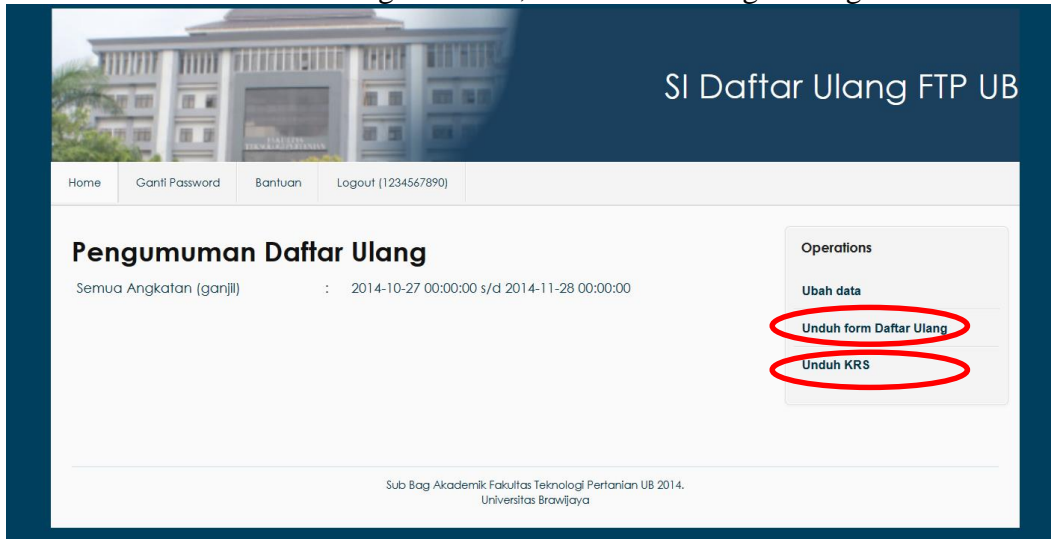 SI Daftar Ulang FTP UB
Home Ganti Password Bantuan Logout (1234567890)
Pengumuman Daftar Ulang
Semua Angkatan (ganjil) : 2014-10-27 00:00:00 s/d 2014-11-28 00:00:00
Operations
Ubah data
Unduh form Daftar Ulang
Unduh KRS
Sub Bag Akademik Fakultas Teknologi Pertanian UB 2014.
Universitas Brawijaya